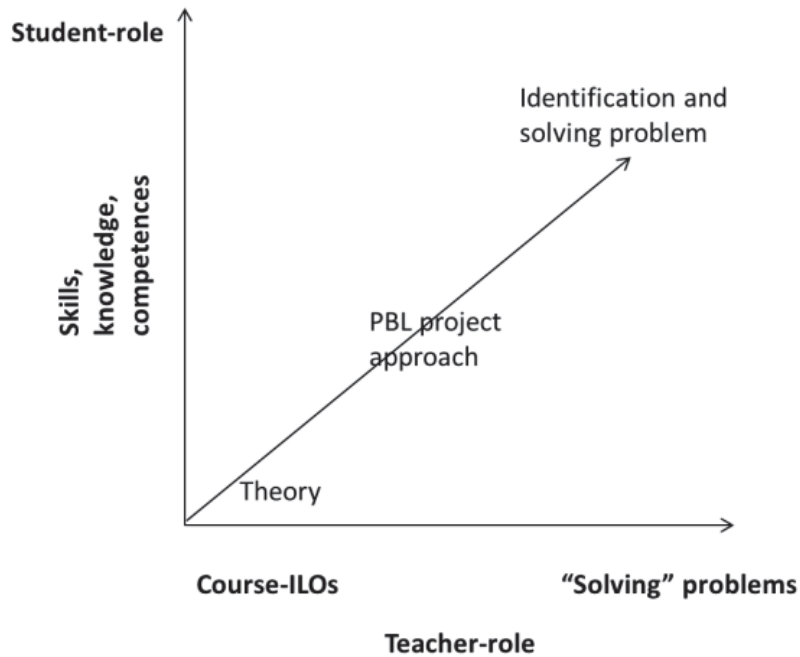 Student-role
Identification and
solving problem
Skills,
knowledge,
competences
PBL project
approach
Theory
Course-ILOs
“Solving” problems
Teacher-role